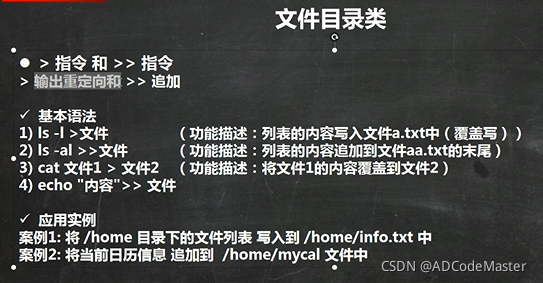 文件目录类
● > 指令 和 >> 指令
> 输出重定向和 >> 追加
✓ 基本语法
1) ls -l >文件 （功能描述：列表的内容写入文件a.txt中（覆盖写））
2) ls -al >>文件 （功能描述：列表的内容追加到文件aa.txt的末尾）
3) cat 文件1 > 文件2 （功能描述：将文件1的内容覆盖到文件2）
4) echo "内容">> 文件
✓ 应用实例
案例1: 将 /home 目录下的文件列表 写入到 /home/info.txt 中
案例2: 将当前日历信息 追加到 /home/mycal 文件中
CSDN @ADCodeMaster